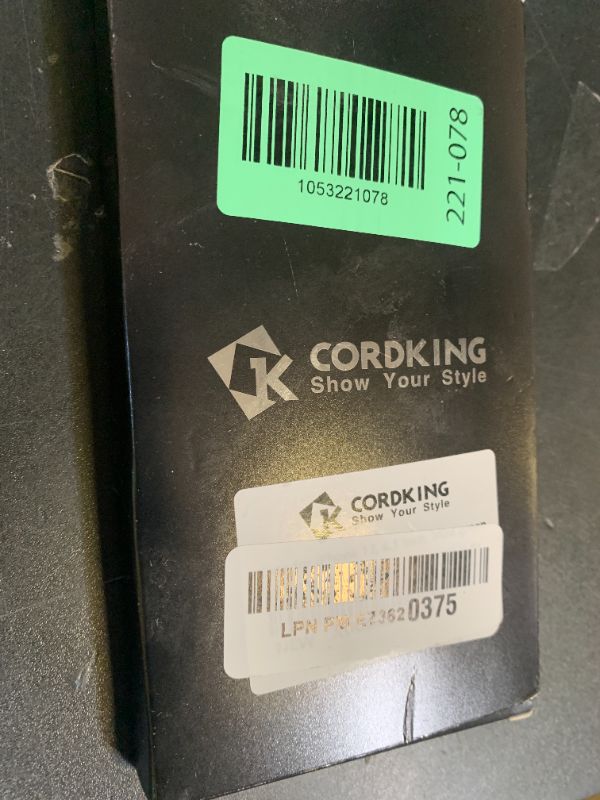 1053221078
221-078
CORDKING
Show Your Style
CORDKING
Show Your Style
LPN 0375